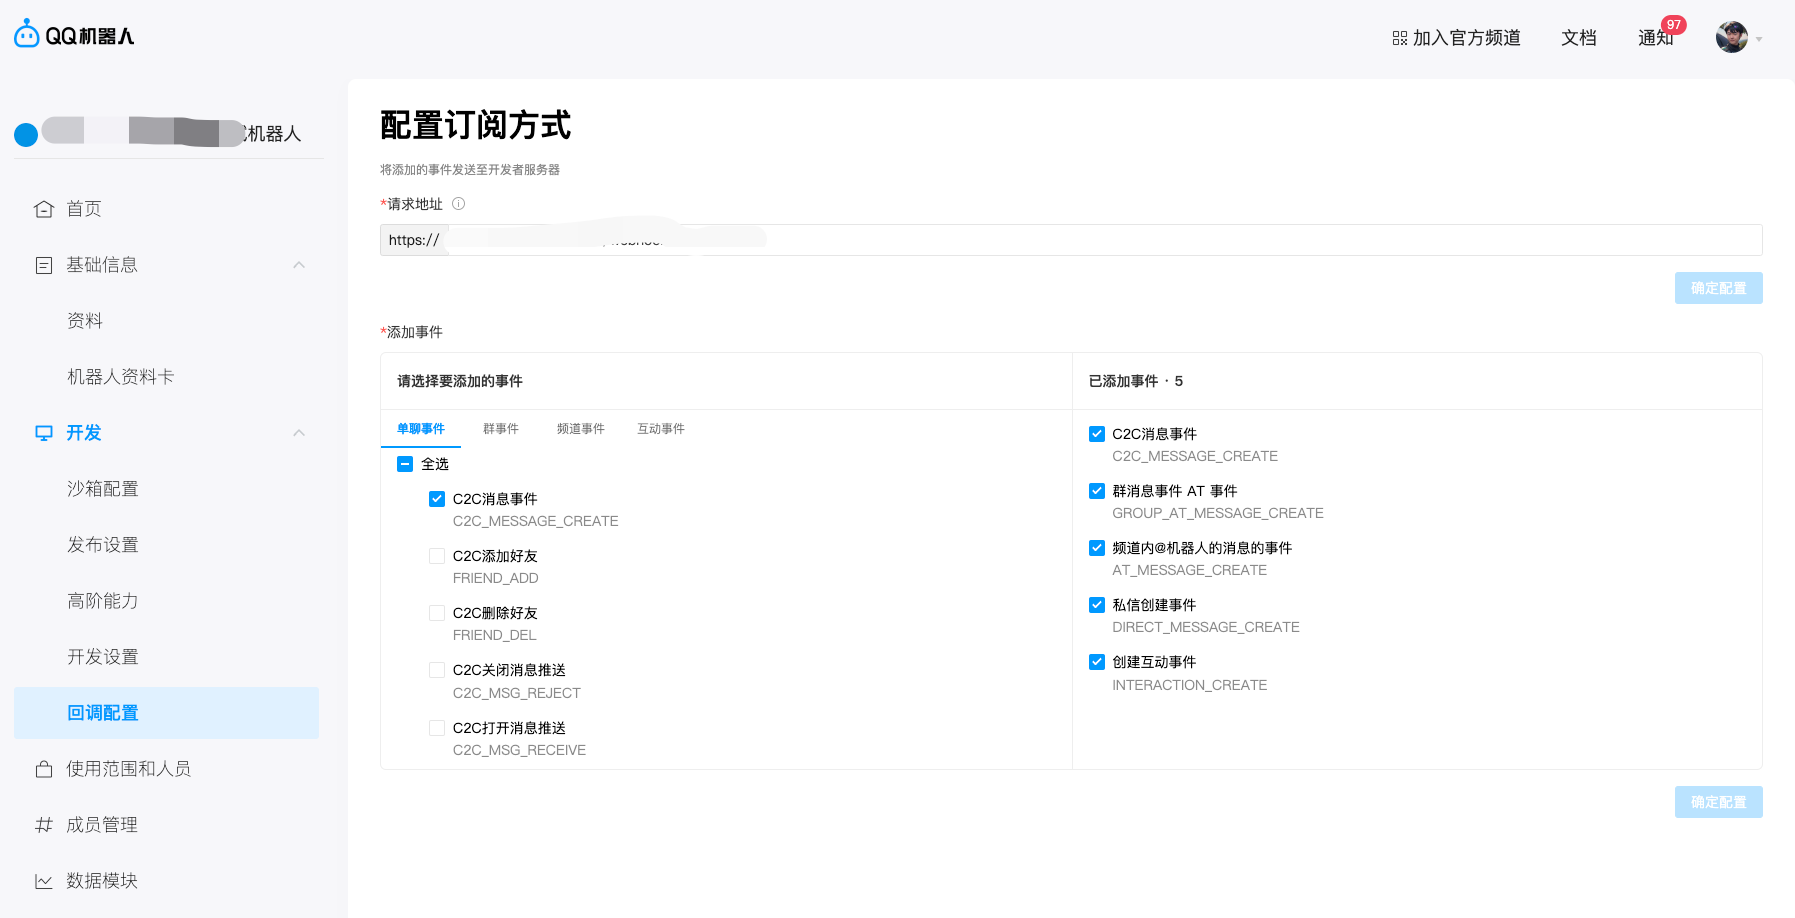 QQ机器人
加入官方频道
文档
通知
97
机器人
首页
基础信息
资料
机器人资料卡
开发
沙箱配置
发布设置
高阶能力
开发设置
回调配置
使用范围和人员
成员管理
数据模块
配置订阅方式
将添加的事件发送至开发者服务器
*请求地址
https://
确定配置
*添加事件
请选择要添加的事件
单聊事件 群事件 频道事件 互动事件
全选
C2C消息事件
C2C_MESSAGE_CREATE
C2C添加好友
FRIEND_ADD
C2C删除好友
FRIEND_DEL
C2C关闭消息推送
C2C_MSG_REJECT
C2C打开消息推送
C2C_MSG_RECEIVE
已添加事件 · 5
C2C消息事件
C2C_MESSAGE_CREATE
群消息事件 AT 事件
GROUP_AT_MESSAGE_CREATE
频道内@机器人的消息的事件
AT_MESSAGE_CREATE
私信创建事件
DIRECT_MESSAGE_CREATE
创建互动事件
INTERACTION_CREATE
确定配置